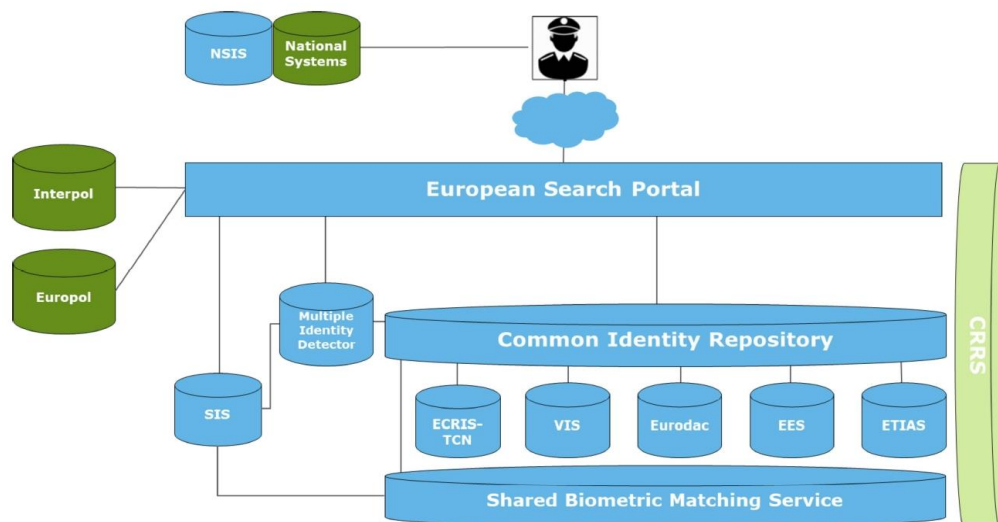 NSIS
National
Systems
Interpol
European Search Portal
Europol
Multiple
Identity
Detector
Common Identity Repository
CRRS
SIS
ECRIS-
TCN
VIS
Eurodac
EES
ETIAS
Shared Biometric Matching Service